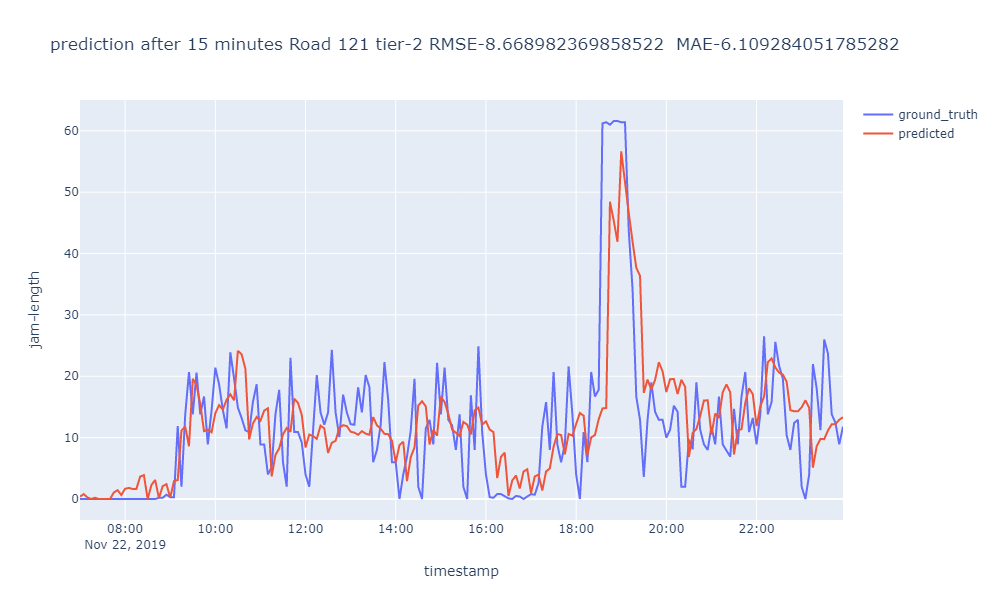 prediction after 15 minutes Road 121 tier-2 RMSE-8.668982369858522  MAE-6.109284051785282
ground_truth
predicted
60
50
40
30
20
10
0
jam-length
08:00
10:00
12:00
14:00
16:00
18:00
20:00
22:00
Nov 22, 2019
timestamp